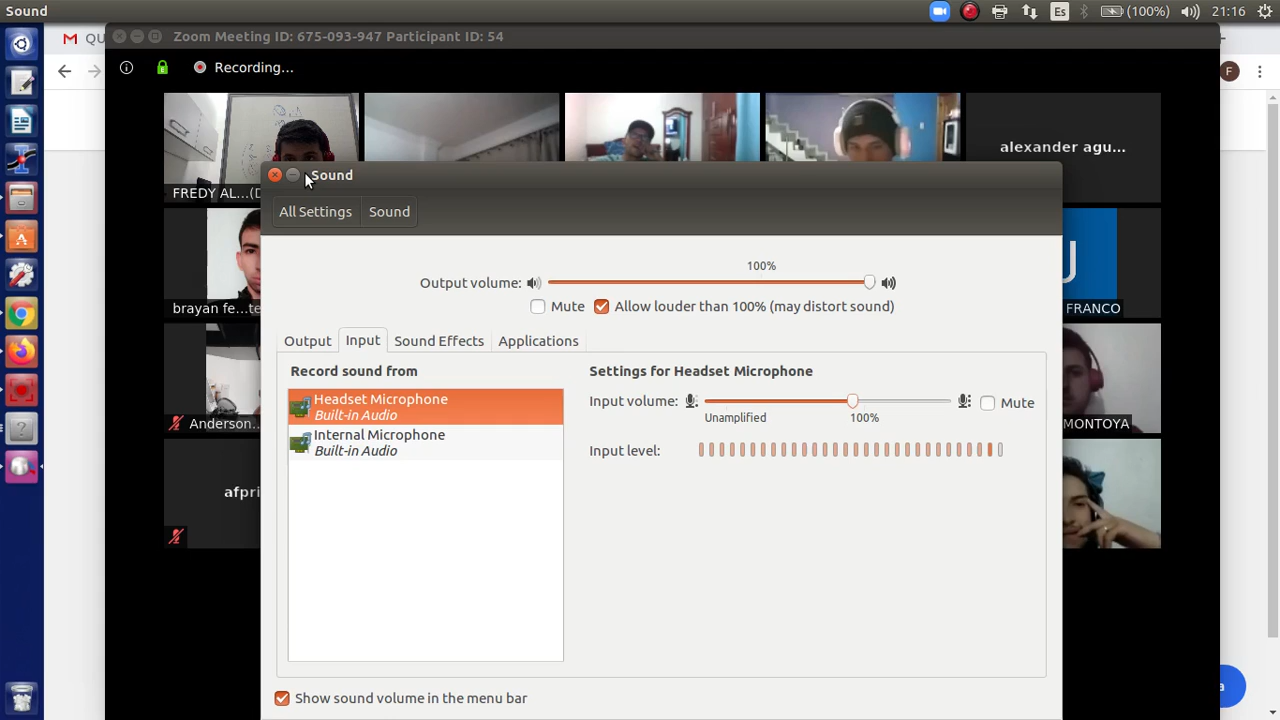 Sound
Es
(100%)
21:16
QU
Zoom Meeting ID: 675-093-947 Participant ID: 54
F
Recording...
alexander agu...
FREDY AL...(D
Sound
All Settings
Sound
100%
Output volume:
Mute
Allow louder than 100% (may distort sound)
brayan fe...te
U
FRANCO
Output
Input
Sound Effects
Applications
Record sound from
Settings for Headset Microphone
Headset Microphone
Built-in Audio
Input volume:
Mute
Unamplified
100%
Anderson...
MONTOYA
Internal Microphone
Built-in Audio
Input level:
afpri
a
Show sound volume in the menu bar